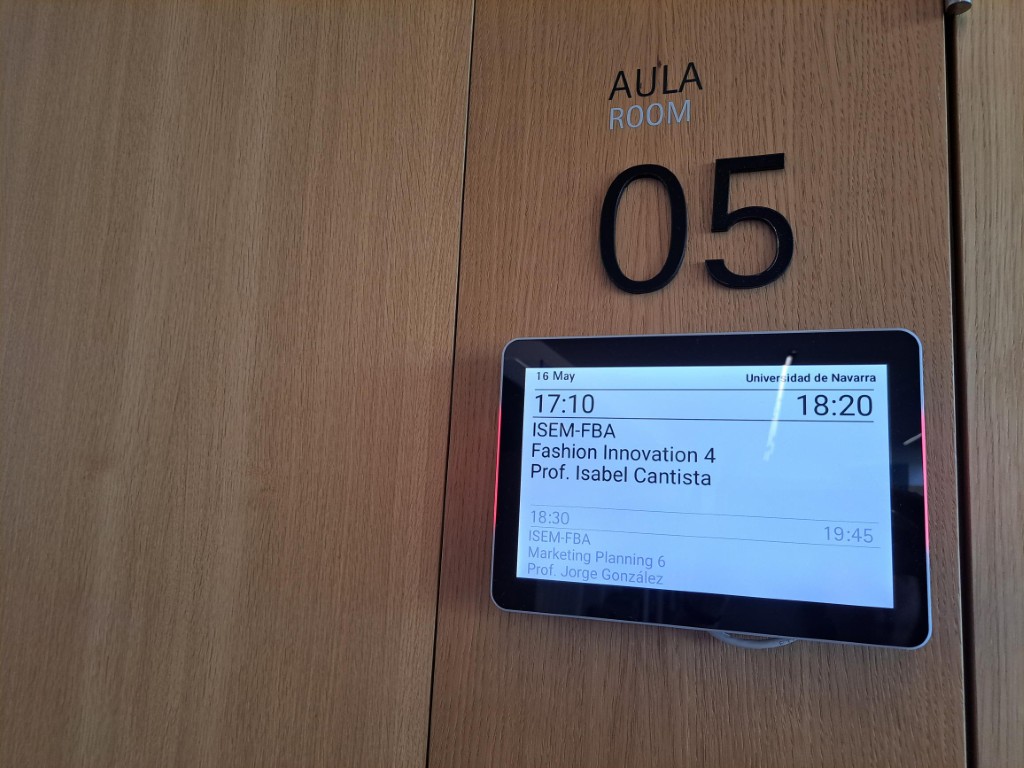 AULA
ROOM
05
16 May Universidad de Navarra
17:10 18:20
ISEM-FBA
Fashion Innovation 4
Prof. Isabel Cantista
18:30 19:45
ISEM-FBA
Marketing Planning 6
Prof. Jorge González